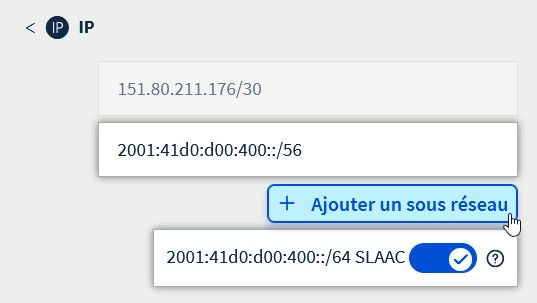 < IP IP
151.80.211.176/30
2001:41d0:d00:400::/56
+ Ajouter un sous réseau
2001:41d0:d00:400::/64 SLAAC ?